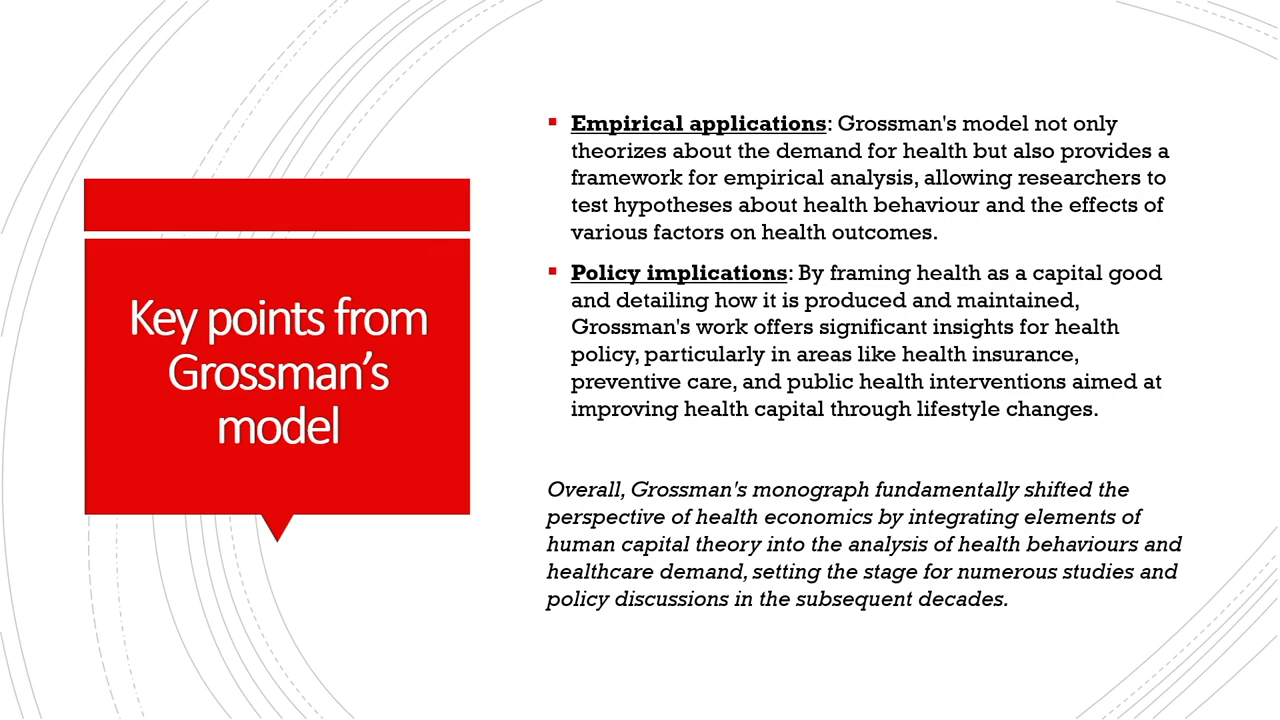 Key points from
Grossman's
model
Empirical applications: Grossman's model not only
theorizes about the demand for health but also provides a
framework for empirical analysis, allowing researchers to
test hypotheses about health behaviour and the effects of
various factors on health outcomes.
Policy implications: By framing health as a capital good
and detailing how it is produced and maintained,
Grossman's work offers significant insights for health
policy, particularly in areas like health insurance,
preventive care, and public health interventions aimed at
improving health capital through lifestyle changes.
Overall, Grossman's monograph fundamentally shifted the
perspective of health economics by integrating elements of
human capital theory into the analysis of health behaviours and
healthcare demand, setting the stage for numerous studies and
policy discussions in the subsequent decades.